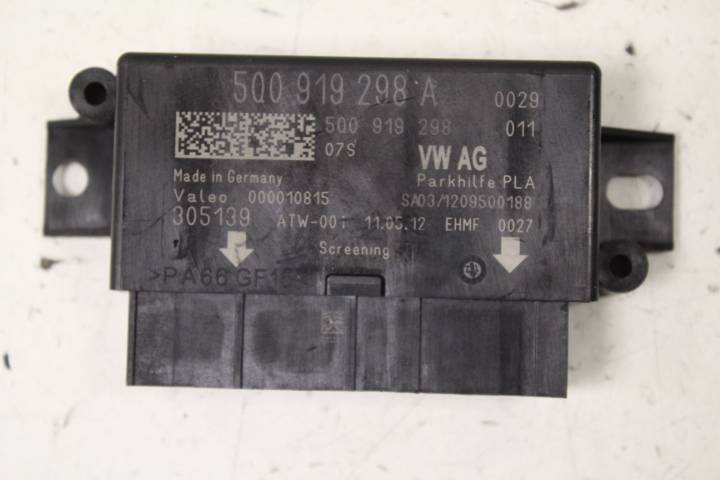 5Q0 919 298 A
0029
5Q0 919 298
011
07S
VW AG
Made in Germany
Parkhilfe PLA
Valeo 000010815
SA03/1209500188
305139 ATW-001 11.05.12 EHMF 0027
Screening
>PA66 GF15